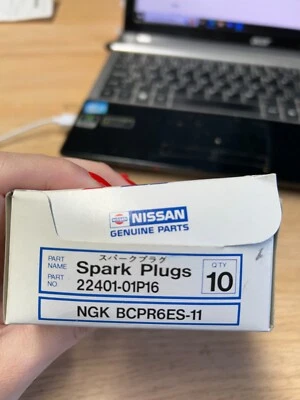 NISSAN
GENUINE PARTS
PART NAME
スパークプラグ
Spark Plugs
PART NO
22401-01P16
QTY
10
NGK BCPR6ES-11
acer